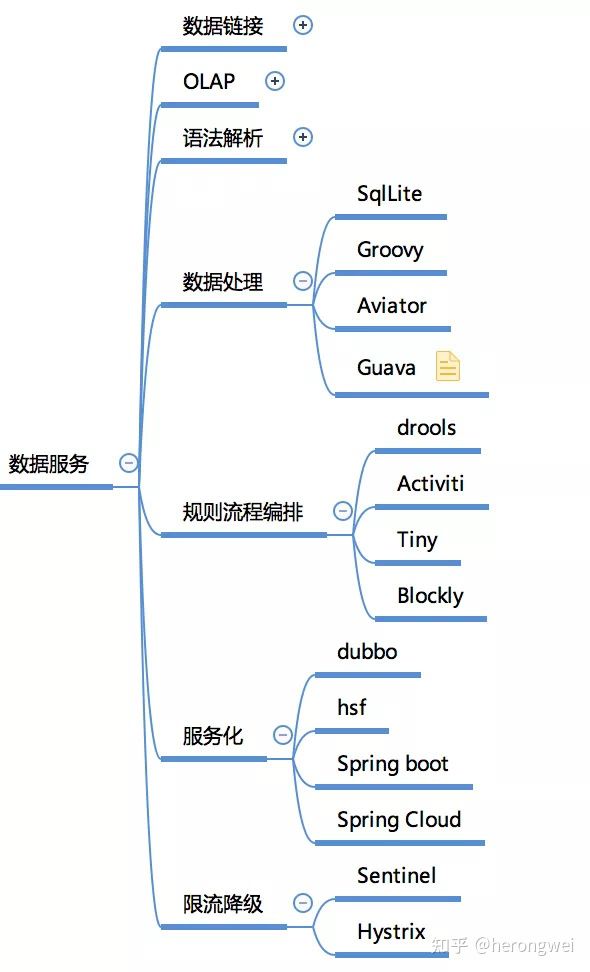 数据链接
OLAP
语法解析
SqlLite
Groovy
数据处理
Aviator
Guava
drools
数据服务
Activiti
规则流程编排
Tiny
Blockly
dubbo
hsf
服务化
Spring boot
Spring Cloud
Sentinel
限流降级
Hystrix
知乎 @herongwei